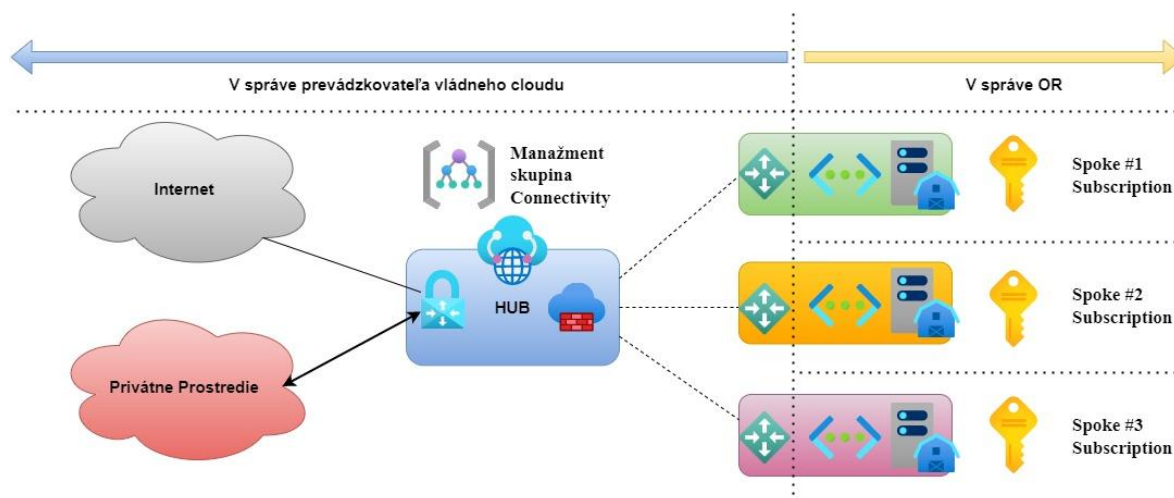 V správe prevádzkovateľa vládneho cloudu
V správe OR
Internet
Manažment
skupina
Connectivity
HUB
Privátne Prostredie
Spoke #1
Subscription
Spoke #2
Subscription
Spoke #3
Subscription